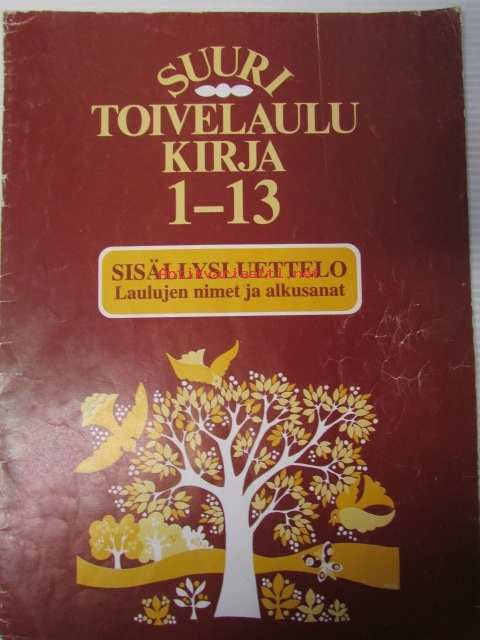 SUURI
TOIVELAULU
KIRJA
1–13
SISÄLLYSLUETTELO
Laulujen nimet ja alkusanat